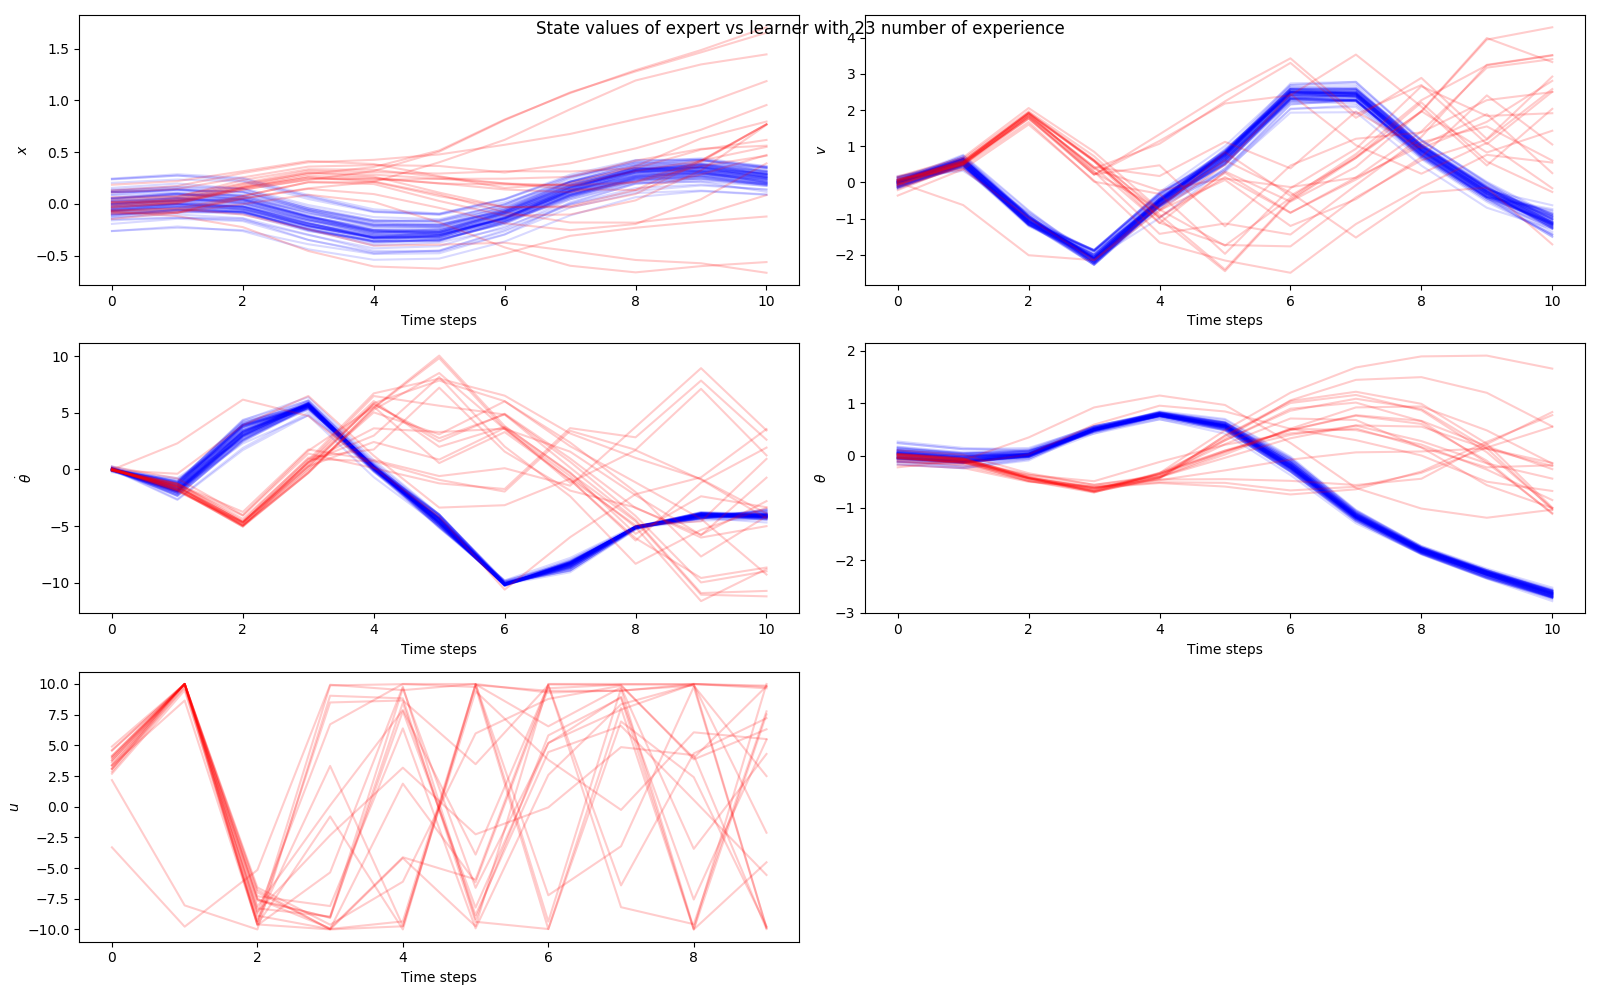 State values of expert vs learner with 23 number of experience
1.5
1.0
0.5
0.0
−0.5
x
0 2 4 6 8 10
Time steps
4
3
2
1
0
−1
−2
v
0 2 4 6 8 10
Time steps
10
5
0
−5
−10
θ̇
0 2 4 6 8 10
Time steps
2
1
0
−1
−2
−3
θ
0 2 4 6 8 10
Time steps
10.0
7.5
5.0
2.5
0.0
−2.5
−5.0
−7.5
−10.0
u
0 2 4 6 8
Time steps